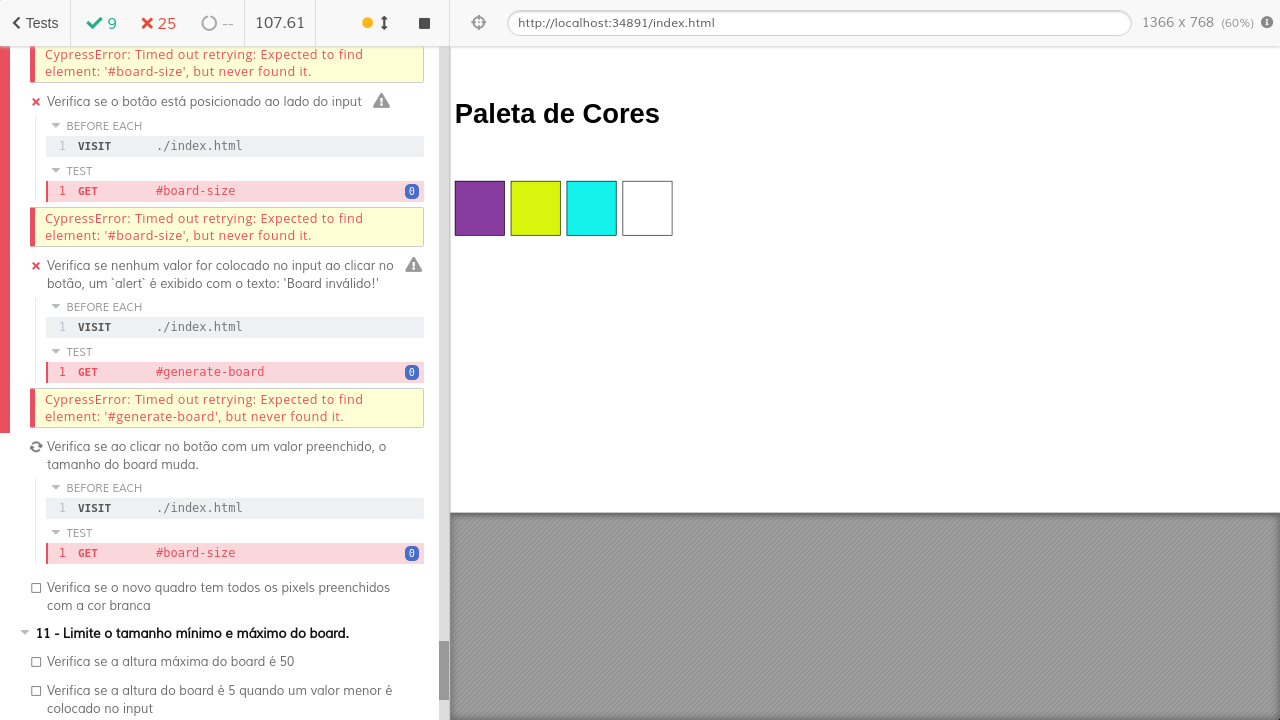 Tests
9
25
--
107.61
http://localhost:34891/index.html
1366 x 768 (60%)
CypressError: Timed out retrying: Expected to find
element: '#board-size', but never found it.
Verifica se o botão está posicionado ao lado do input
BEFORE EACH
1 VISIT ./index.html
TEST
1 GET #board-size 0
CypressError: Timed out retrying: Expected to find
element: '#board-size', but never found it.
Verifica se nenhum valor for colocado no input ao clicar no
botão, um `alert` é exibido com o texto: 'Board inválido!'
BEFORE EACH
1 VISIT ./index.html
TEST
1 GET #generate-board 0
CypressError: Timed out retrying: Expected to find
element: '#generate-board', but never found it.
Verifica se ao clicar no botão com um valor preenchido, o
tamanho do board muda.
BEFORE EACH
1 VISIT ./index.html
TEST
1 GET #board-size 0
Verifica se o novo quadro tem todos os pixels preenchidos
com a cor branca
11 - Limite o tamanho mínimo e máximo do board.
Verifica se a altura máxima do board é 50
Verifica se a altura do board é 5 quando um valor menor é
colocado no input
Paleta de Cores